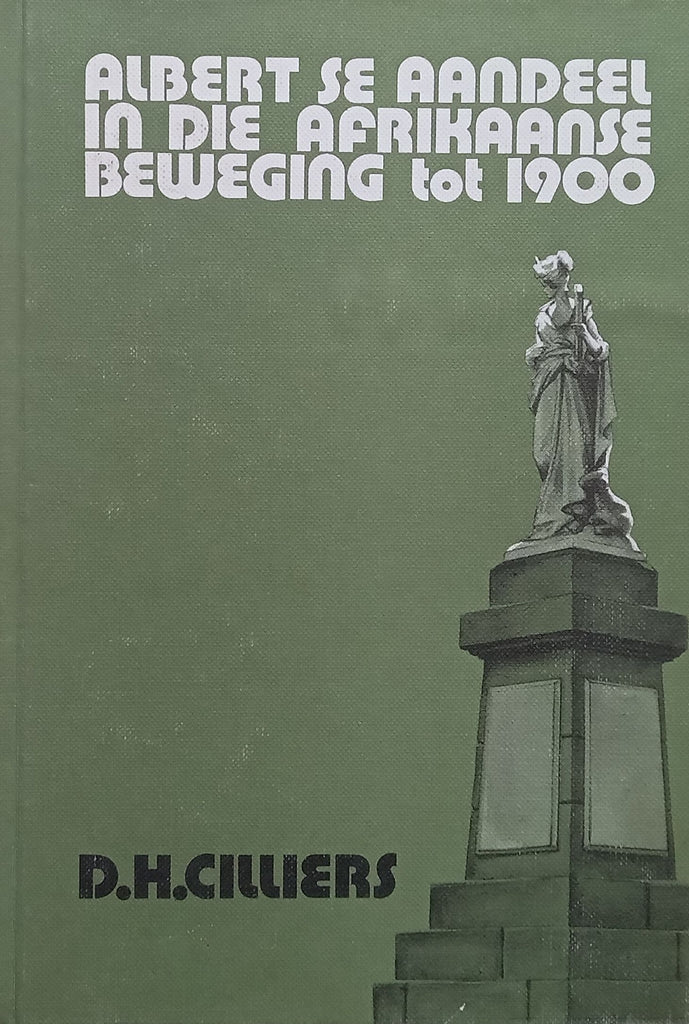 ALBERT SE AANDEEL
IN DIE AFRIKAANSE
BEWEGING tot 1900
D.H.CILLIERS